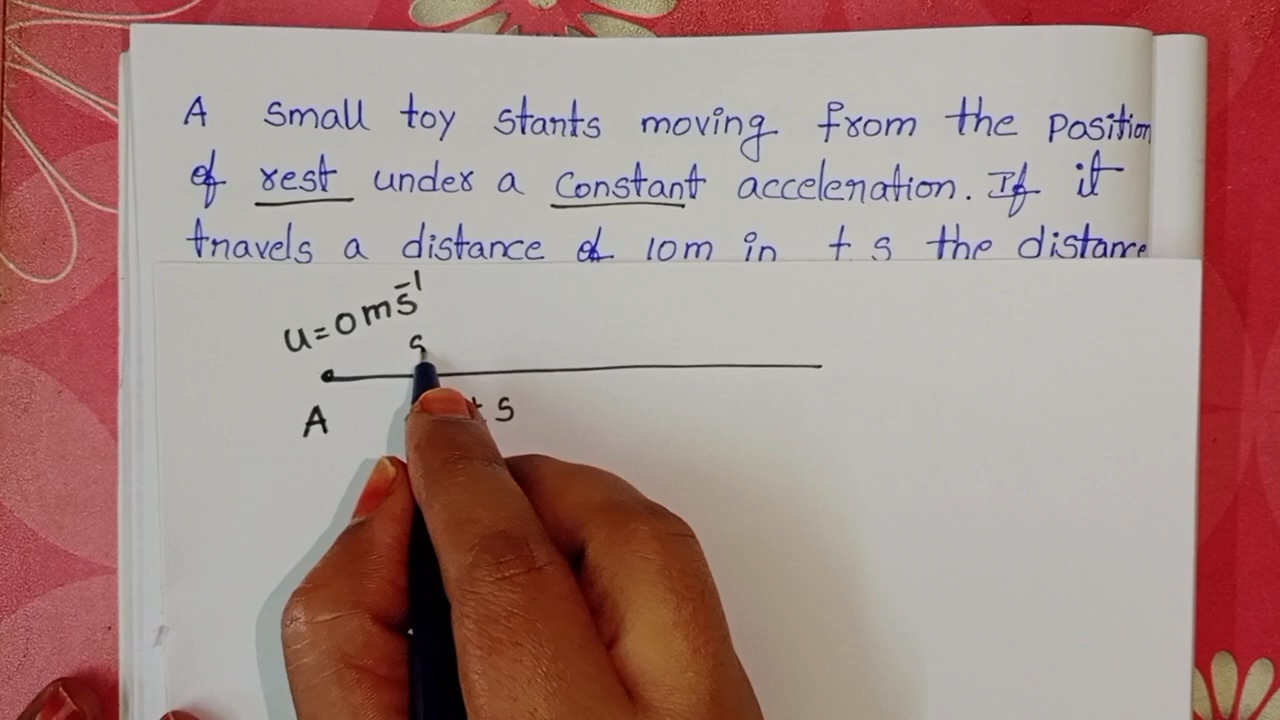 A small toy starts moving from the position
of rest under a constant acceleration. If it
travels a distance of 10m in t s the distance
u=0ms⁻¹
s
A t s